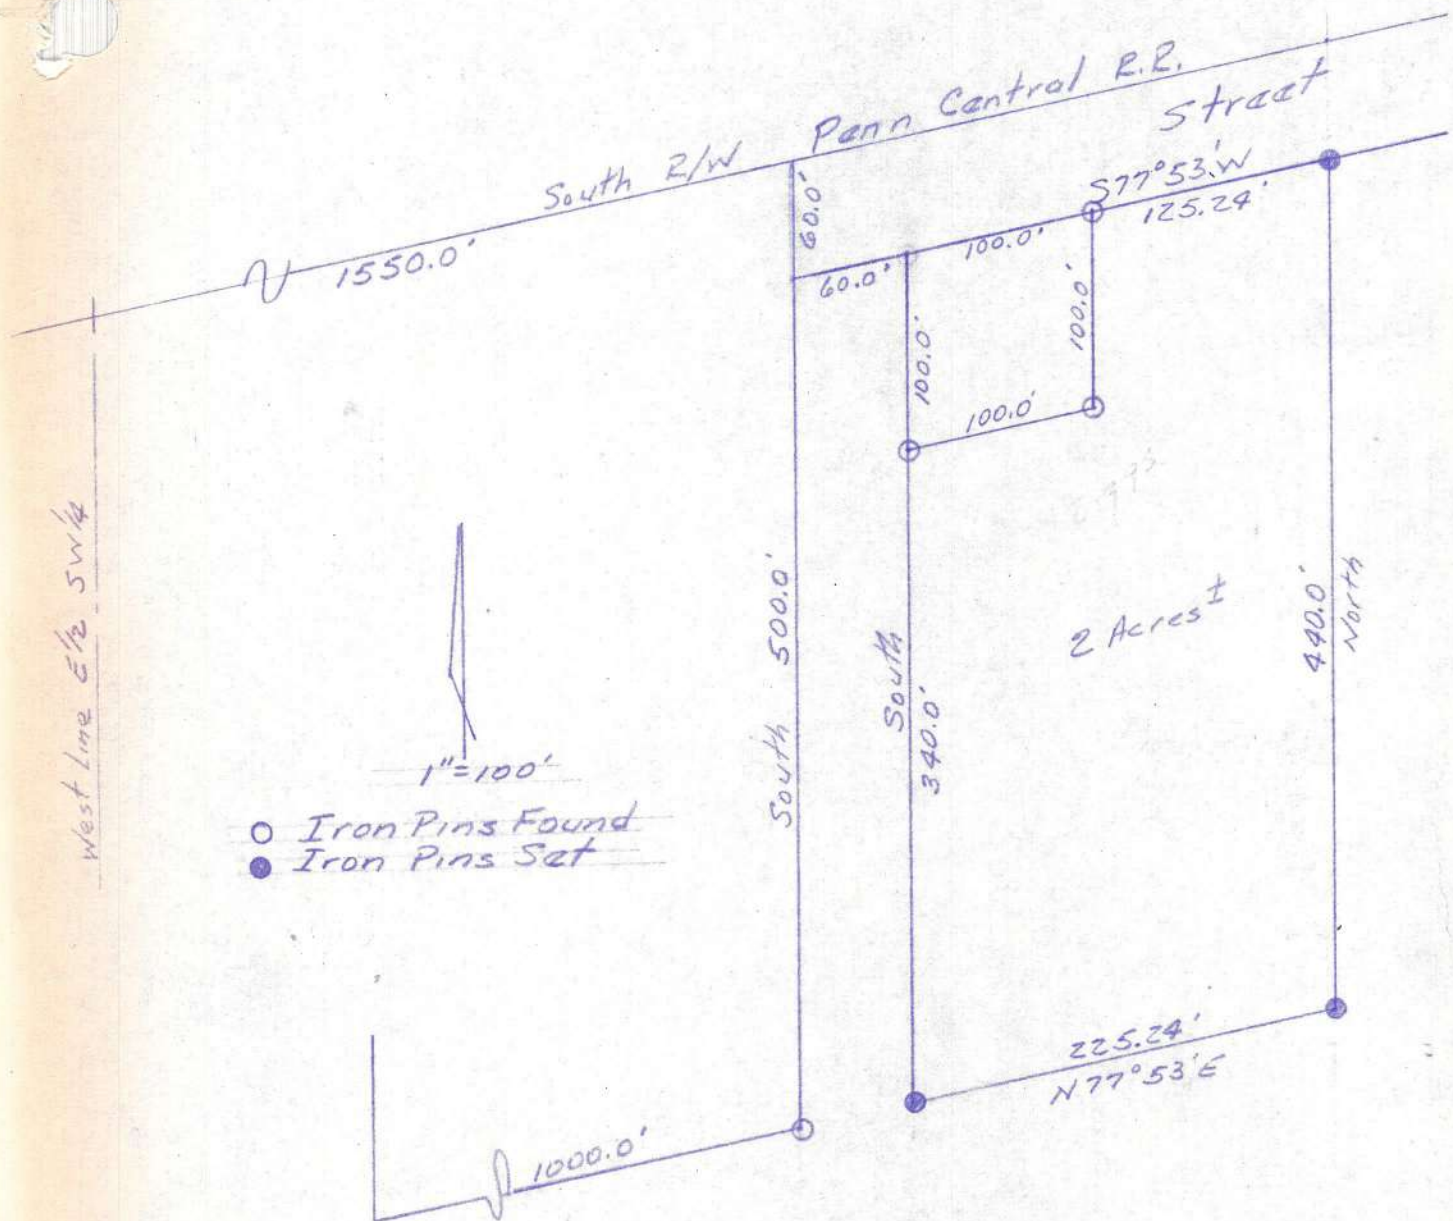 Penn Central R.R.
South R/W
Street
1550.0'
60.0'
S77°53'W
125.24'
100.0'
60.0'
100.0'
100.0'
100.0'
West Line E½ SW¼
South 500.0'
South
340.0'
2 Acres ±
440.0'
North
1"=100'
Iron Pins Found
Iron Pins Set
225.24'
N77°53'E
1000.0'